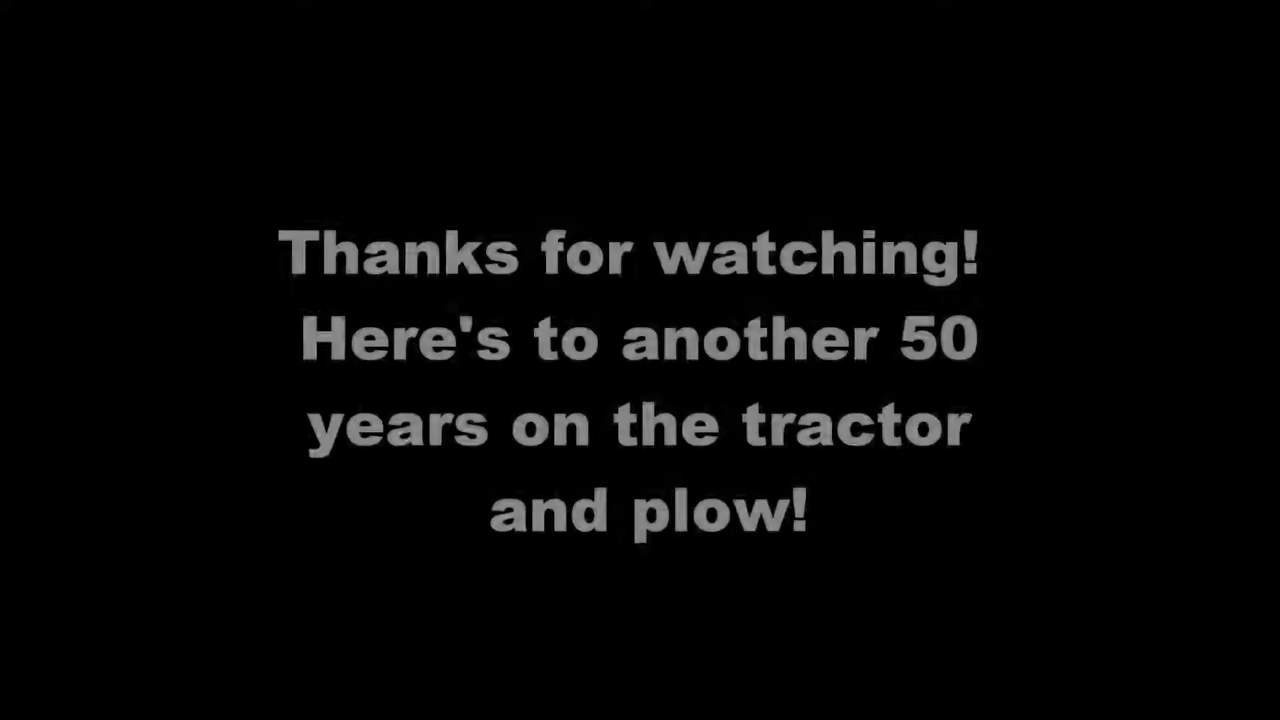 Thanks for watching!
Here's to another 50
years on the tractor
and plow!